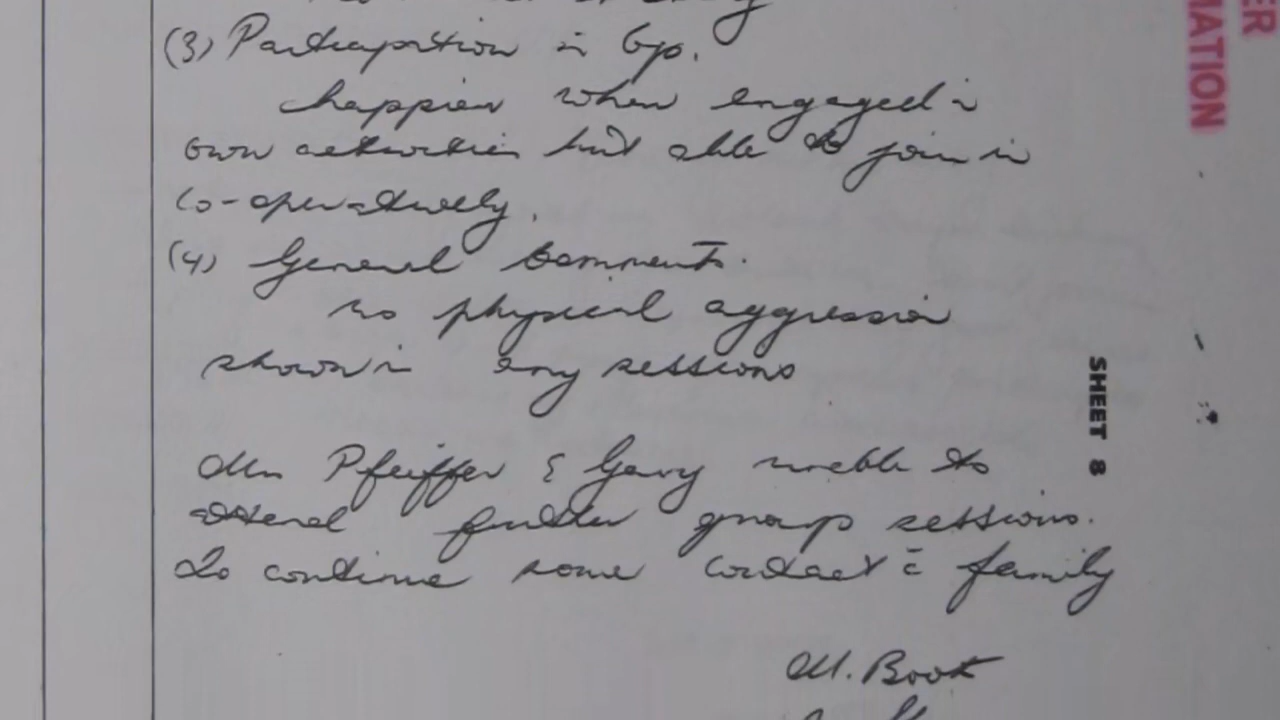 (3) Participation in Gp.
happier when engaged in
own activities but able to join in
co-operatively.
(4) General Comments.
no physical aggression
shown in any sessions
Mrs Pfeiffer & Gary unable to
attend further group sessions.
To continue some contact c̄ family
M. Boot
ER
MATION
SHEET 8